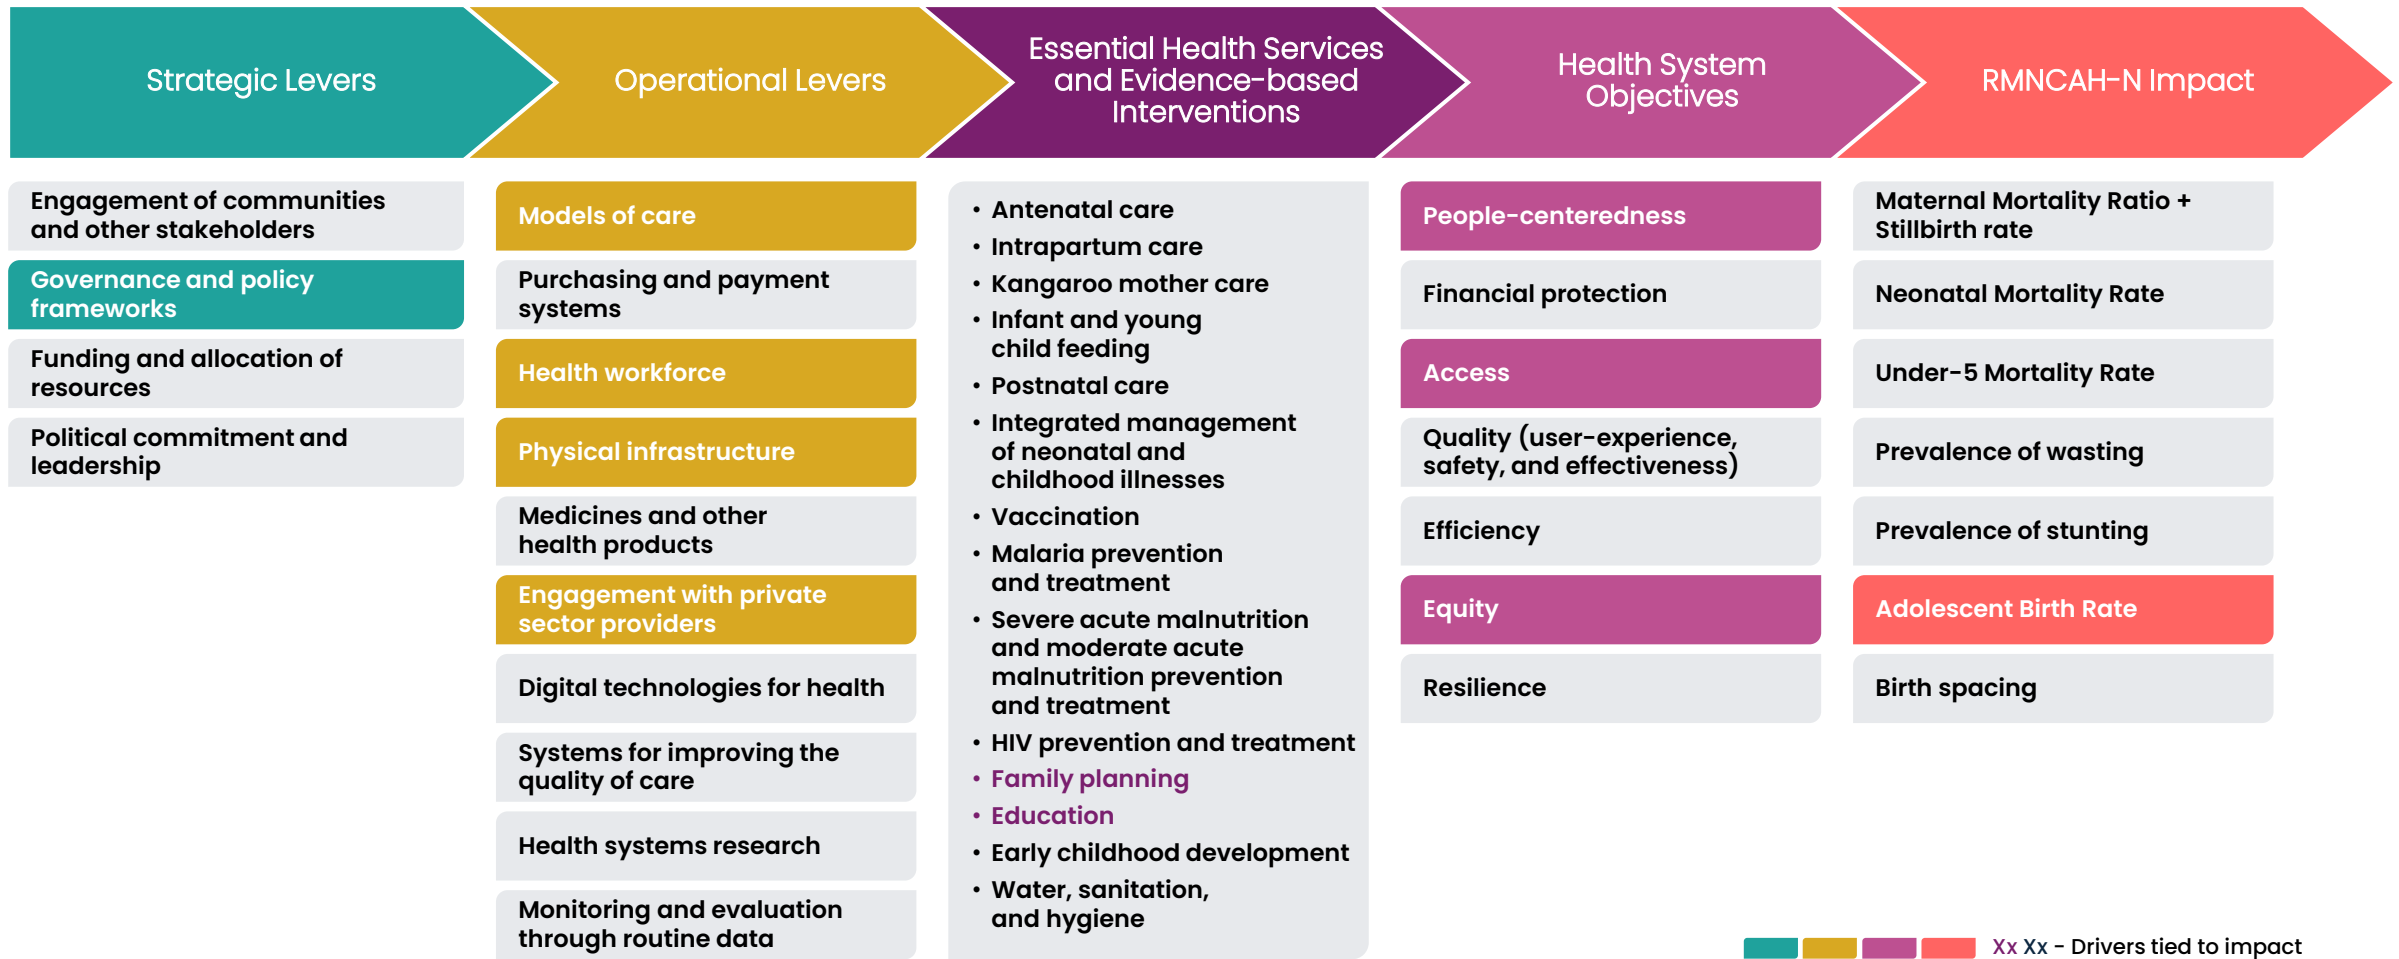 Strategic Levers
Operational Levers
Essential Health Services
and Evidence-based
Interventions
Health System
Objectives
RMNCAH-N Impact
Engagement of communities
and other stakeholders
Governance and policy
frameworks
Funding and allocation of
resources
Political commitment and
leadership
Models of care
Purchasing and payment
systems
Health workforce
Physical infrastructure
Medicines and other
health products
Engagement with private
sector providers
Digital technologies for health
Systems for improving the
quality of care
Health systems research
Monitoring and evaluation
through routine data
• Antenatal care
• Intrapartum care
• Kangaroo mother care
• Infant and young
child feeding
• Postnatal care
• Integrated management
of neonatal and
childhood illnesses
• Vaccination
• Malaria prevention
and treatment
• Severe acute malnutrition
and moderate acute
malnutrition prevention
and treatment
• HIV prevention and treatment
• Family planning
• Education
• Early childhood development
• Water, sanitation,
and hygiene
People-centeredness
Financial protection
Access
Quality (user-experience,
safety, and effectiveness)
Efficiency
Equity
Resilience
Maternal Mortality Ratio +
Stillbirth rate
Neonatal Mortality Rate
Under-5 Mortality Rate
Prevalence of wasting
Prevalence of stunting
Adolescent Birth Rate
Birth spacing
Xx Xx - Drivers tied to impact